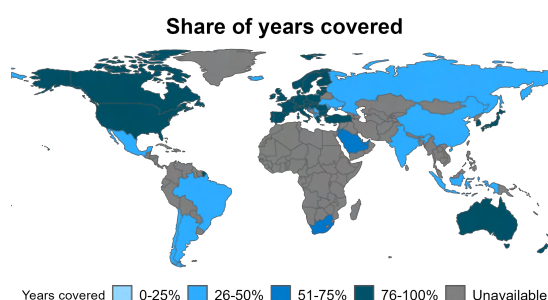 Share of years covered
Years covered 0-25% 26-50% 51-75% 76-100% Unavailable